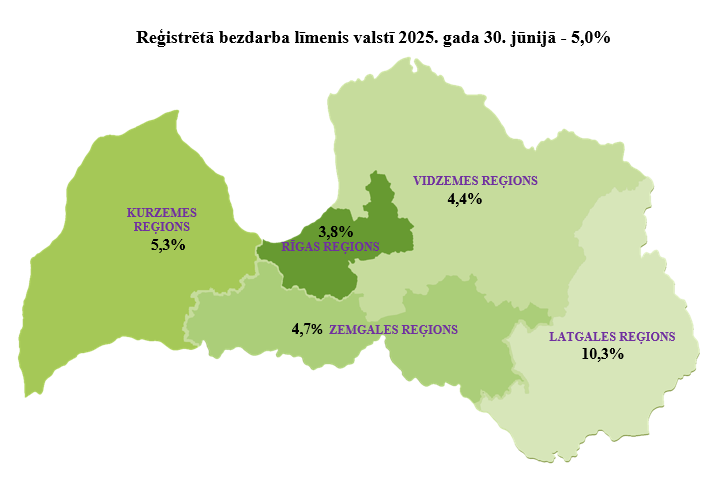 Reģistrētā bezdarba līmenis valstī 2025. gada 30. jūnijā - 5,0%
VIDZEMES REĢIONS
4,4%
KURZEMES
REĢIONS
5,3%
3,8%
RĪGAS REĢIONS
4,7% ZEMGALES REĢIONS
LATGALES REĢIONS
10,3%